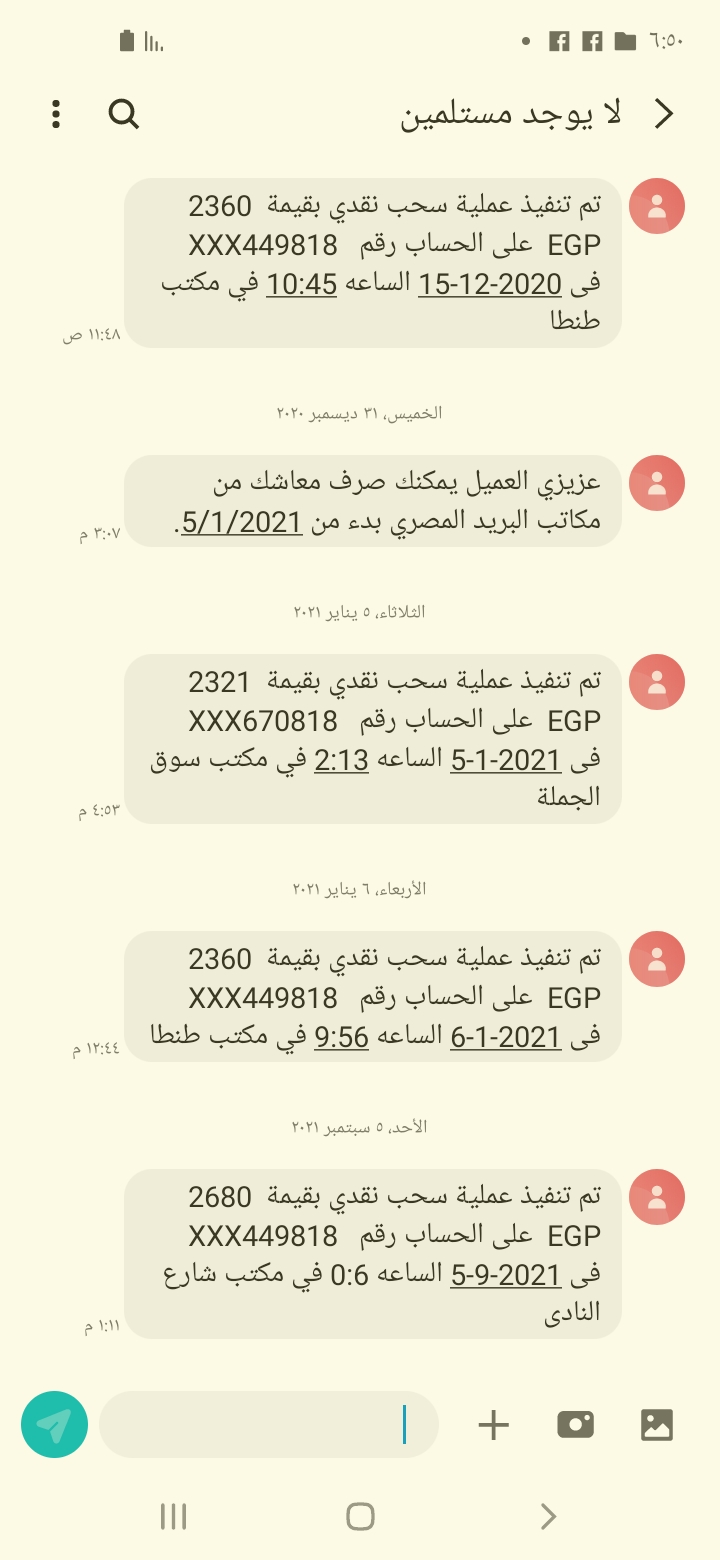 ٦:٥٠
لا يوجد مستلمين
تم تنفيذ عملية سحب نقدي بقيمة 2360
EGP على الحساب رقم XXX449818
فى 15-12-2020 الساعه 10:45 في مكتب
طنطا
١١:٤٨ ص
الخميس، ٣١ ديسمبر ٢٠٢٠
عزيزي العميل يمكنك صرف معاشك من
مكاتب البريد المصري بدء من 5/1/2021.
٣:٠٧ م
الثلاثاء، ٥ يناير ٢٠٢١
تم تنفيذ عملية سحب نقدي بقيمة 2321
EGP على الحساب رقم XXX670818
فى 5-1-2021 الساعه 2:13 في مكتب سوق
الجملة
٤:٥٣ م
الأربعاء، ٦ يناير ٢٠٢١
تم تنفيذ عملية سحب نقدي بقيمة 2360
EGP على الحساب رقم XXX449818
فى 6-1-2021 الساعه 9:56 في مكتب طنطا
١٢:٤٤ م
الأحد، ٥ سبتمبر ٢٠٢١
تم تنفيذ عملية سحب نقدي بقيمة 2680
EGP على الحساب رقم XXX449818
فى 5-9-2021 الساعه 0:6 في مكتب شارع
النادى
١:١١ م